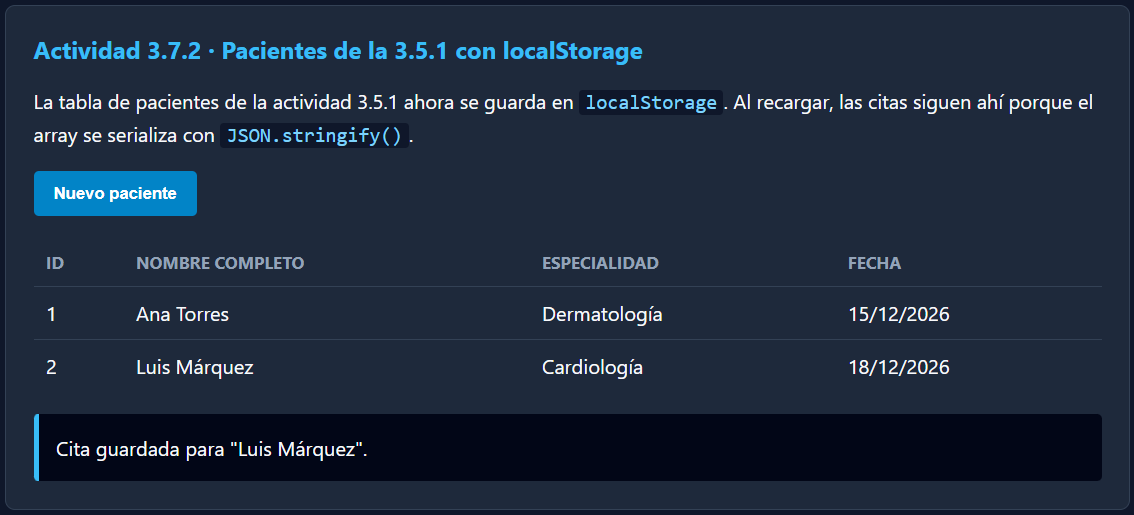 Actividad 3.7.2 · Pacientes de la 3.5.1 con localStorage
La tabla de pacientes de la actividad 3.5.1 ahora se guarda en localStorage. Al recargar, las citas siguen ahí porque el
array se serializa con JSON.stringify().
Nuevo paciente
ID NOMBRE COMPLETO ESPECIALIDAD FECHA
1 Ana Torres Dermatología 15/12/2026
2 Luis Márquez Cardiología 18/12/2026
Cita guardada para "Luis Márquez".